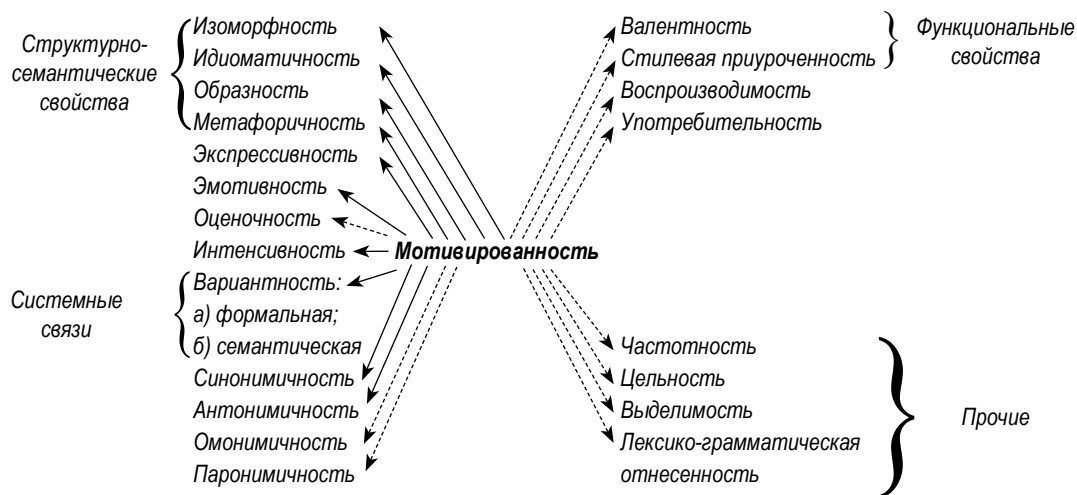 Структурно-
семантические
свойства
Изоморфность
Идиоматичность
Образность
Метафоричность
Экспрессивность
Эмотивность
Оценочность
Интенсивность
Системные
связи
Вариантность:
а) формальная;
б) семантическая
Синонимичность
Антонимичность
Омонимичность
Паронимичность
Мотивированность
Валентность
Стилевая приуроченность
Воспроизводимость
Употребительность
Функциональные
свойства
Частотность
Цельность
Выделимость
Лексико-грамматическая
отнесенность
Прочие